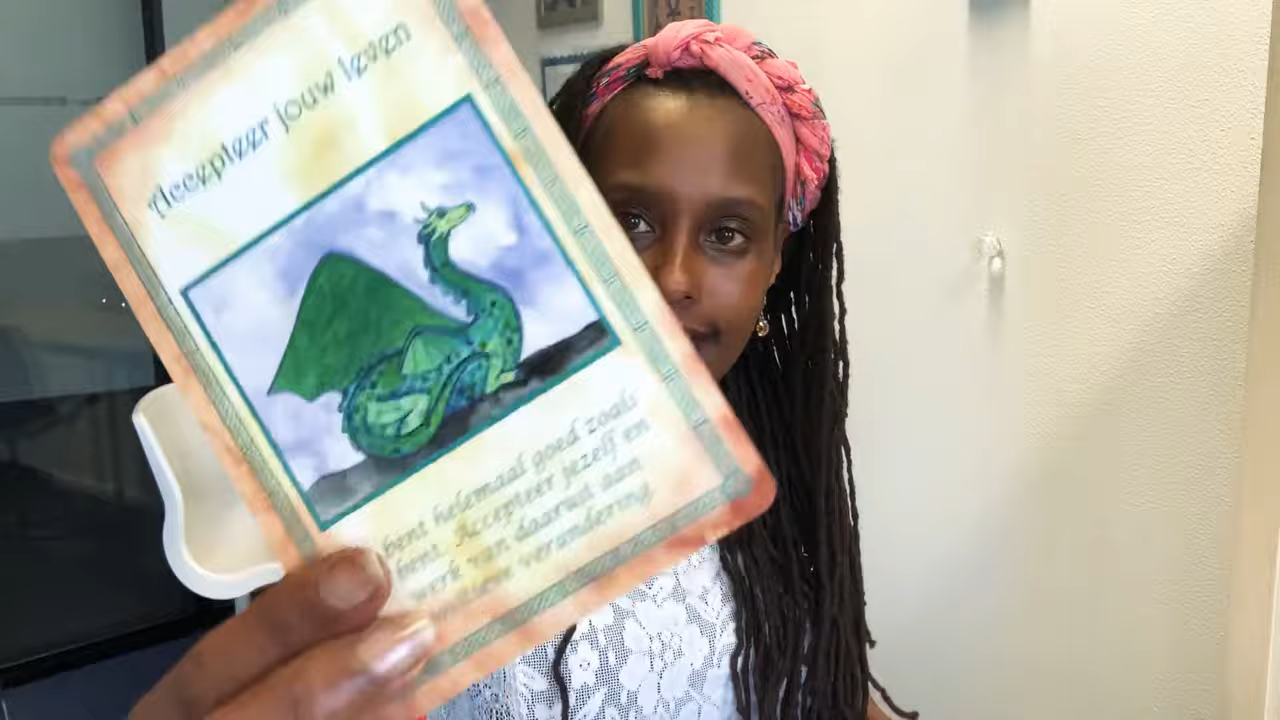 Accepteer jouw leven
bent helemaal goed zoals
bent. Accepteer jezelf en
werk van daaruit aan
verandering!